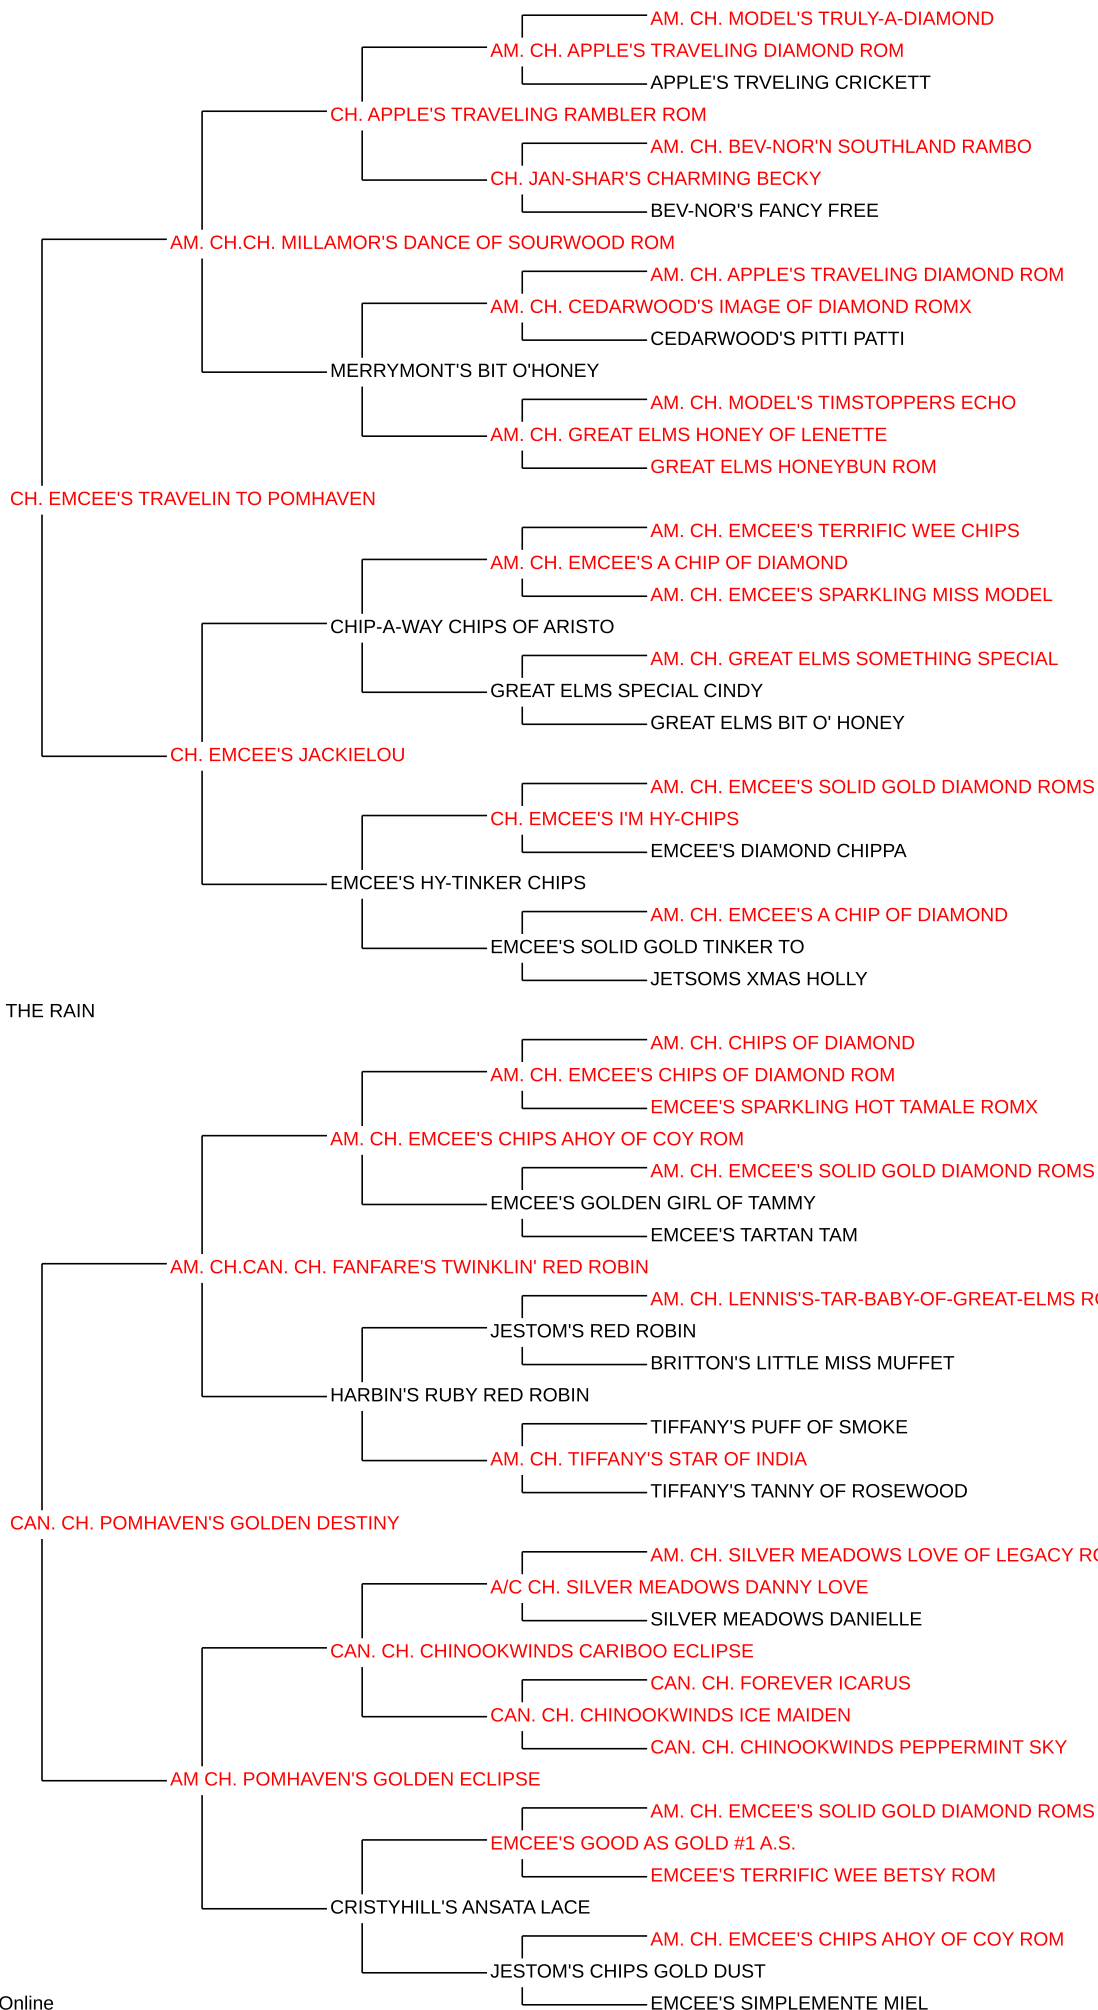 AM. CH. MODEL'S TRULY-A-DIAMOND
AM. CH. APPLE'S TRAVELING DIAMOND ROM
APPLE'S TRVELING CRICKETT
CH. APPLE'S TRAVELING RAMBLER ROM
AM. CH. BEV-NOR'N SOUTHLAND RAMBO
CH. JAN-SHAR'S CHARMING BECKY
BEV-NOR'S FANCY FREE
AM. CH.CH. MILLAMOR'S DANCE OF SOURWOOD ROM
AM. CH. APPLE'S TRAVELING DIAMOND ROM
AM. CH. CEDARWOOD'S IMAGE OF DIAMOND ROMX
CEDARWOOD'S PITTI PATTI
MERRYMONT'S BIT O'HONEY
AM. CH. MODEL'S TIMSTOPPERS ECHO
AM. CH. GREAT ELMS HONEY OF LENETTE
GREAT ELMS HONEYBUN ROM
CH. EMCEE'S TRAVELIN TO POMHAVEN
AM. CH. EMCEE'S TERRIFIC WEE CHIPS
AM. CH. EMCEE'S A CHIP OF DIAMOND
AM. CH. EMCEE'S SPARKLING MISS MODEL
CHIP-A-WAY CHIPS OF ARISTO
AM. CH. GREAT ELMS SOMETHING SPECIAL
GREAT ELMS SPECIAL CINDY
GREAT ELMS BIT O' HONEY
CH. EMCEE'S JACKIELOU
AM. CH. EMCEE'S SOLID GOLD DIAMOND ROMS
CH. EMCEE'S I'M HY-CHIPS
EMCEE'S DIAMOND CHIPPA
EMCEE'S HY-TINKER CHIPS
AM. CH. EMCEE'S A CHIP OF DIAMOND
EMCEE'S SOLID GOLD TINKER TO
JETSOMS XMAS HOLLY
THE RAIN
AM. CH. CHIPS OF DIAMOND
AM. CH. EMCEE'S CHIPS OF DIAMOND ROM
EMCEE'S SPARKLING HOT TAMALE ROMX
AM. CH. EMCEE'S CHIPS AHOY OF COY ROM
AM. CH. EMCEE'S SOLID GOLD DIAMOND ROMS
EMCEE'S GOLDEN GIRL OF TAMMY
EMCEE'S TARTAN TAM
AM. CH.CAN. CH. FANFARE'S TWINKLIN' RED ROBIN
AM. CH. LENNIS'S-TAR-BABY-OF-GREAT-ELMS
JESTOM'S RED ROBIN
BRITTON'S LITTLE MISS MUFFET
HARBIN'S RUBY RED ROBIN
TIFFANY'S PUFF OF SMOKE
AM. CH. TIFFANY'S STAR OF INDIA
TIFFANY'S TANNY OF ROSEWOOD
CAN. CH. POMHAVEN'S GOLDEN DESTINY
AM. CH. SILVER MEADOWS LOVE OF LEGACY
A/C CH. SILVER MEADOWS DANNY LOVE
SILVER MEADOWS DANIELLE
CAN. CH. CHINOOKWINDS CARIBOO ECLIPSE
CAN. CH. FOREVER ICARUS
CAN. CH. CHINOOKWINDS ICE MAIDEN
CAN. CH. CHINOOKWINDS PEPPERMINT SKY
AM CH. POMHAVEN'S GOLDEN ECLIPSE
AM. CH. EMCEE'S SOLID GOLD DIAMOND ROMS
EMCEE'S GOOD AS GOLD #1 A.S.
EMCEE'S TERRIFIC WEE BETSY ROM
CRISTYHILL'S ANSATA LACE
AM. CH. EMCEE'S CHIPS AHOY OF COY ROM
JESTOM'S CHIPS GOLD DUST
EMCEE'S SIMPLEMENTE MIEL
Online